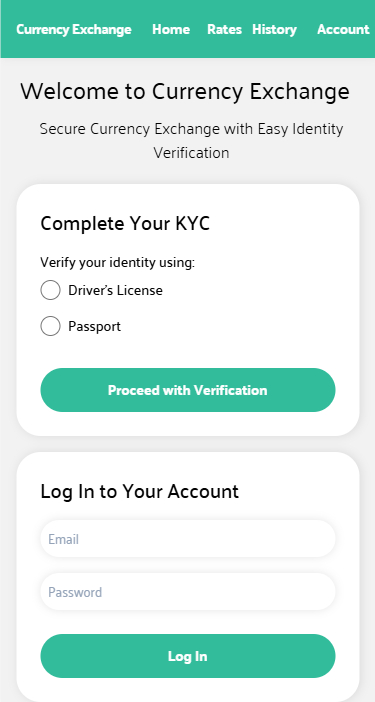 Currency Exchange Home Rates History Account
Welcome to Currency Exchange
Secure Currency Exchange with Easy Identity
Verification
Complete Your KYC
Verify your identity using:
Driver's License
Passport
Proceed with Verification
Log In to Your Account
Email
Password
Log In